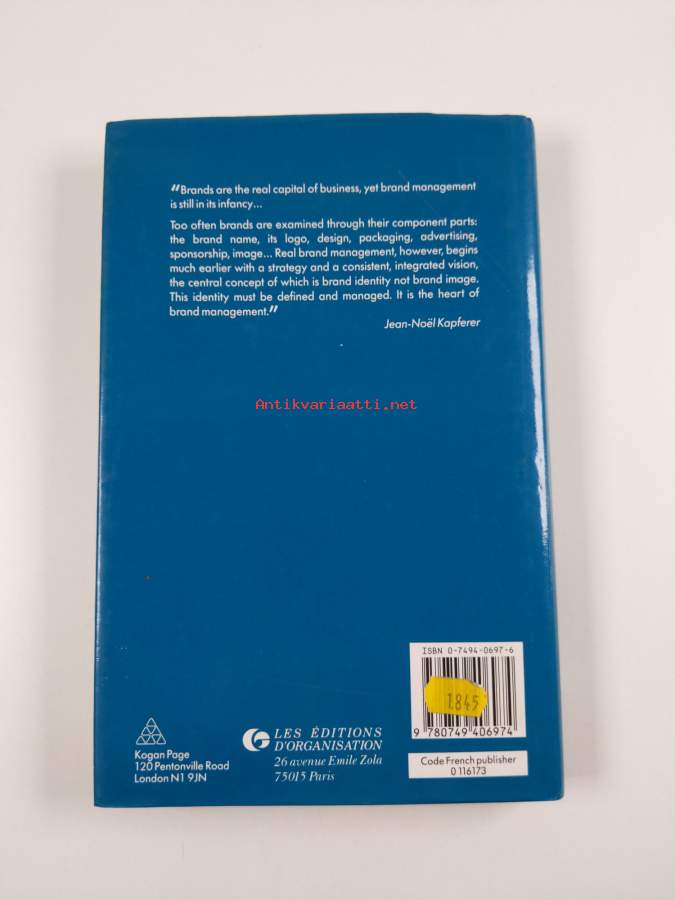 "Brands are the real capital of business, yet brand management
is still in its infancy...
Too often brands are examined through their component parts:
the brand name, its logo, design, packaging, advertising,
sponsorship, image... Real brand management, however, begins
much earlier with a strategy and a consistent, integrated vision,
the central concept of which is brand identity not brand image.
This identity must be defined and managed. It is the heart of
brand management."
Jean-Noël Kapferer
Antikvariaatti.net
ISBN 0-7494-0697-6
1.845
9 780749 406974
Kogan Page
120 Pentonville Road
London N1 9JN
LES ÉDITIONS
D'ORGANISATION
26 avenue Emile Zola
75015 Paris
Code French publisher
0 116173